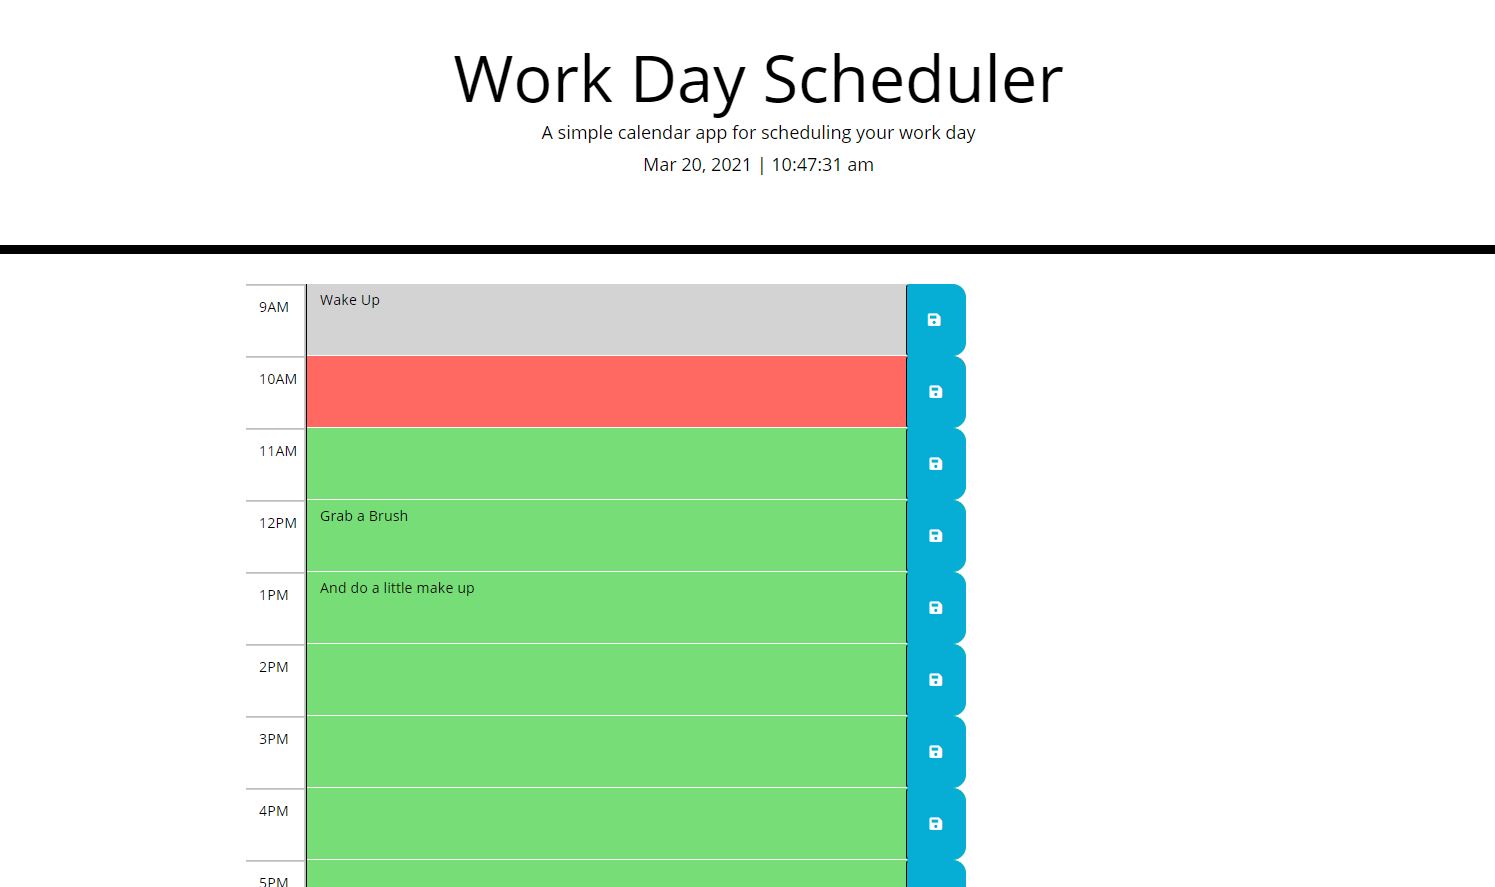 Work Day Scheduler
A simple calendar app for scheduling your work day
Mar 20, 2021 | 10:47:31 am
9AM
Wake Up
10AM
11AM
12PM
Grab a Brush
1PM
And do a little make up
2PM
3PM
4PM
5PM